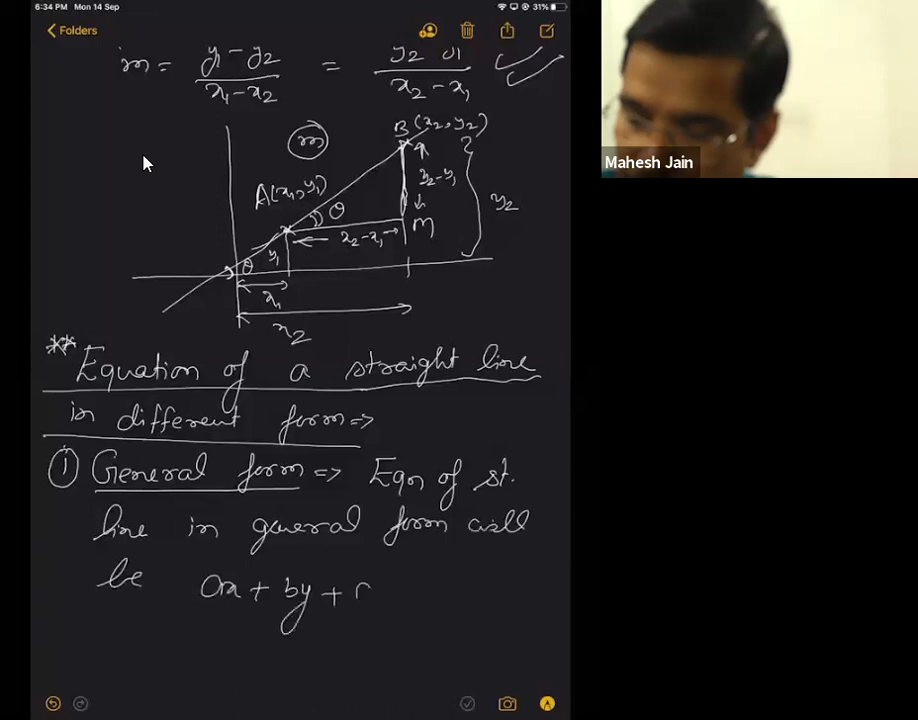 6:34 PM Mon 14 Sep
31%
Folders
m = y1 - y2 / x1 - x2 = y2 y1 / x2 - x1
B(x2, y2)
m
y2 - y1
A(x1, y1)
θ
y2
M
x2 - x1
y1
θ
x1
x2
** Equation of a straight line
in different form =>
① General form => Eqn of st.
line in general form will
be ax + by +
Mahesh Jain